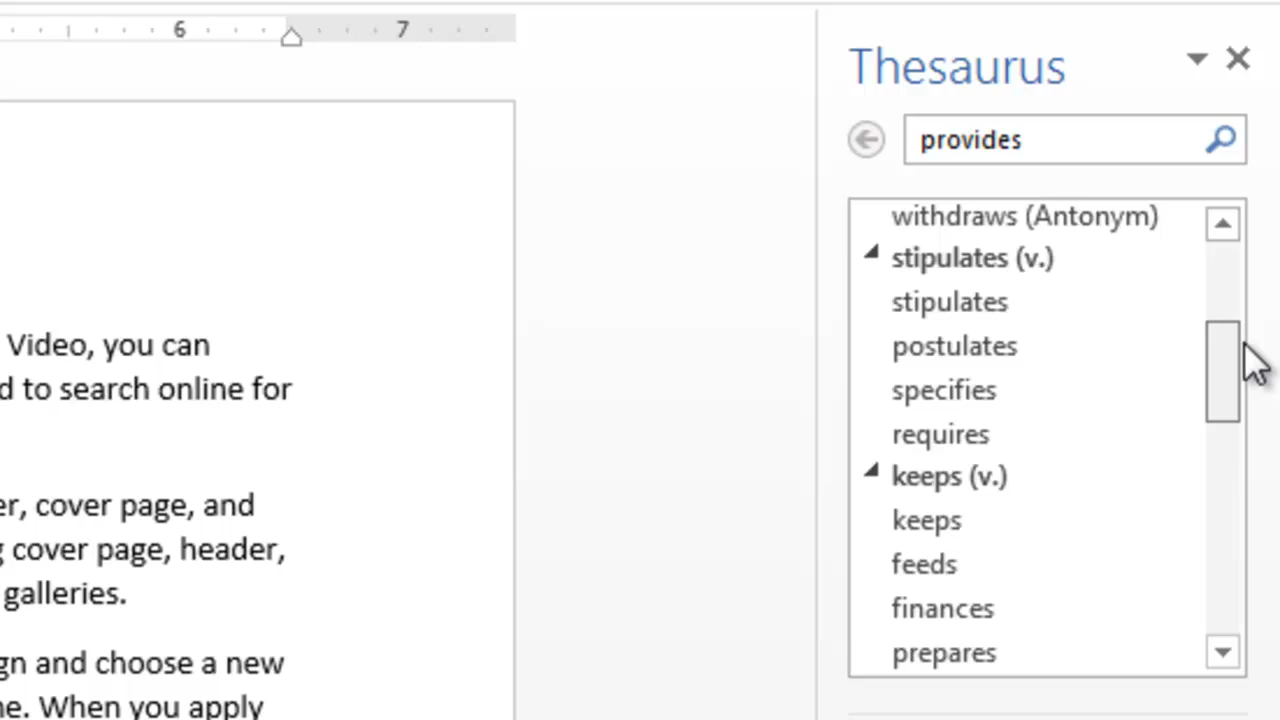 6 7
Video, you can
d to search online for
er, cover page, and
g cover page, header,
galleries.
gn and choose a new
ne. When you apply
Thesaurus
provides
withdraws (Antonym)
stipulates (v.)
stipulates
postulates
specifies
requires
keeps (v.)
keeps
feeds
finances
prepares